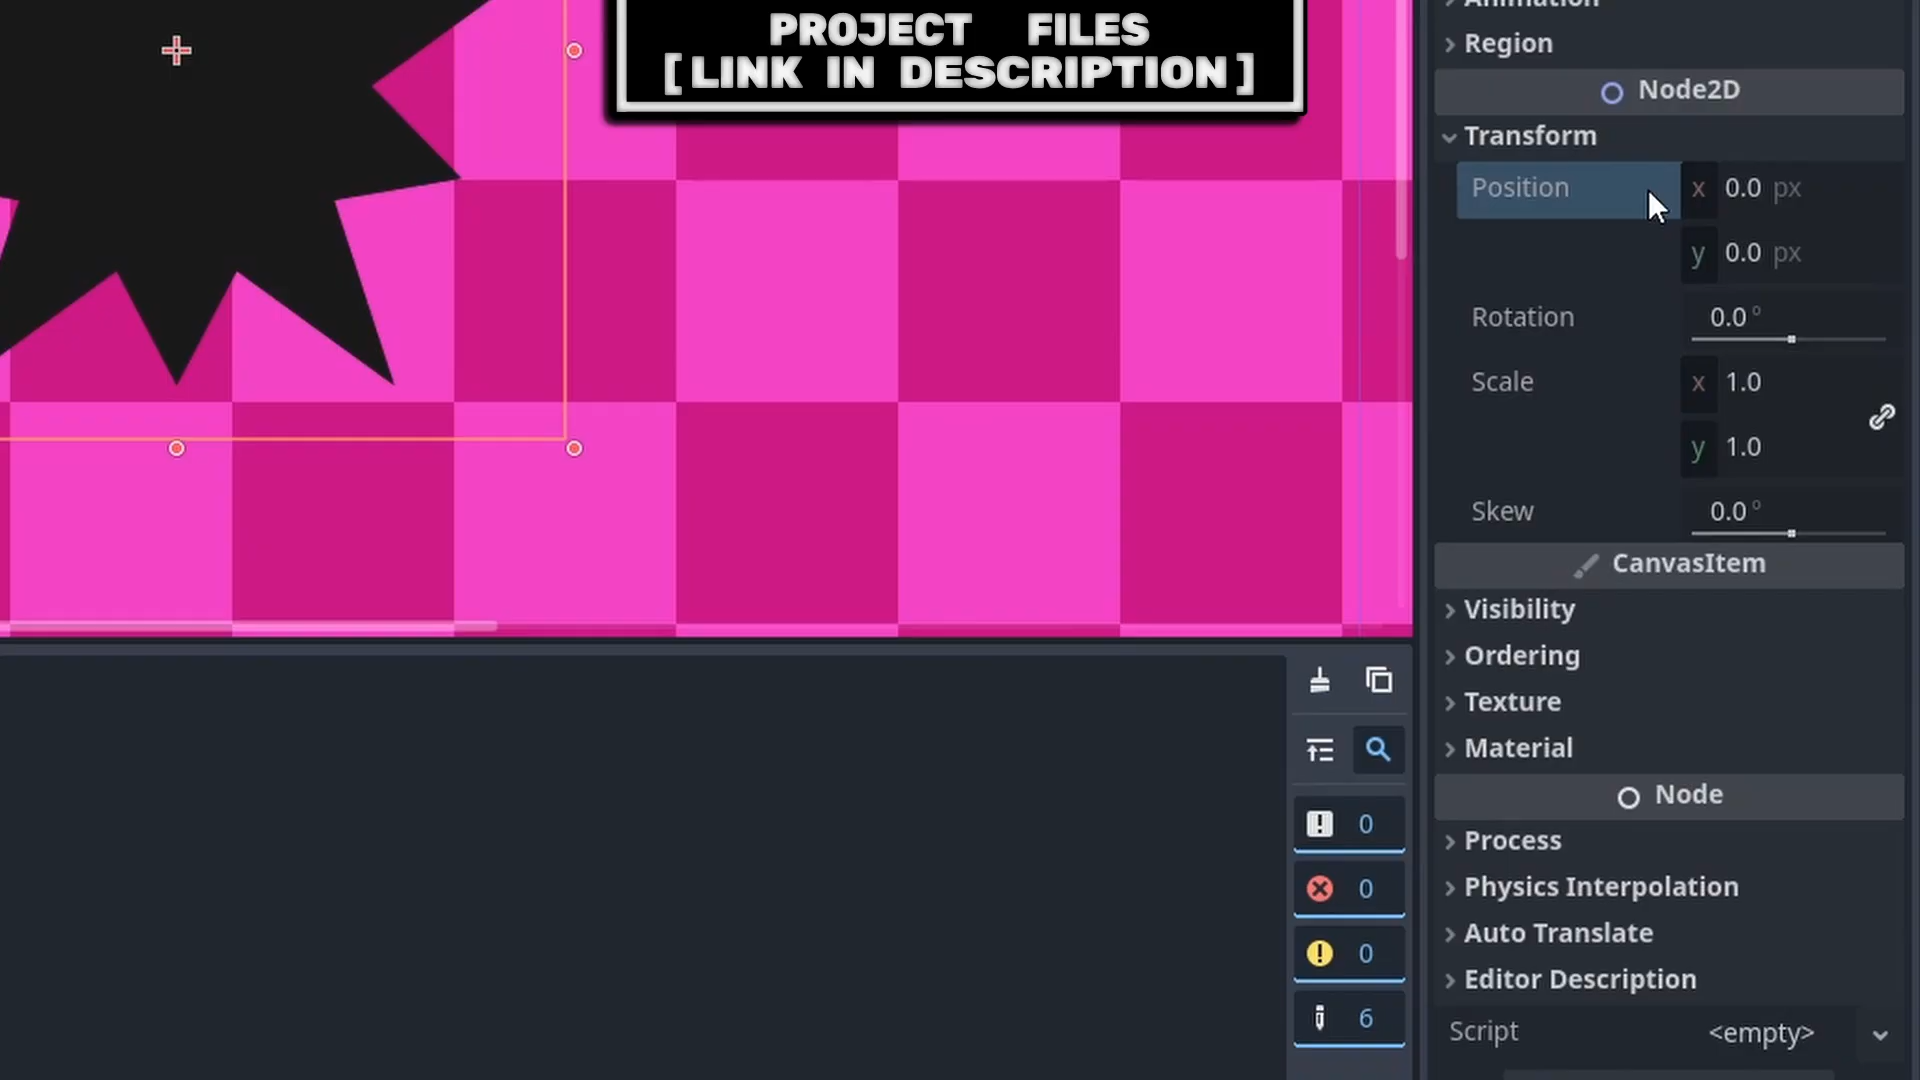 PROJECT FILES
[LINK IN DESCRIPTION]
Animation
Region
Node2D
Transform
Position x 0.0 px
y 0.0 px
Rotation 0.0 °
Scale x 1.0
y 1.0
Skew 0.0 °
CanvasItem
Visibility
Ordering
Texture
Material
Node
Process
Physics Interpolation
Auto Translate
Editor Description
Script <empty>
0
0
0
6